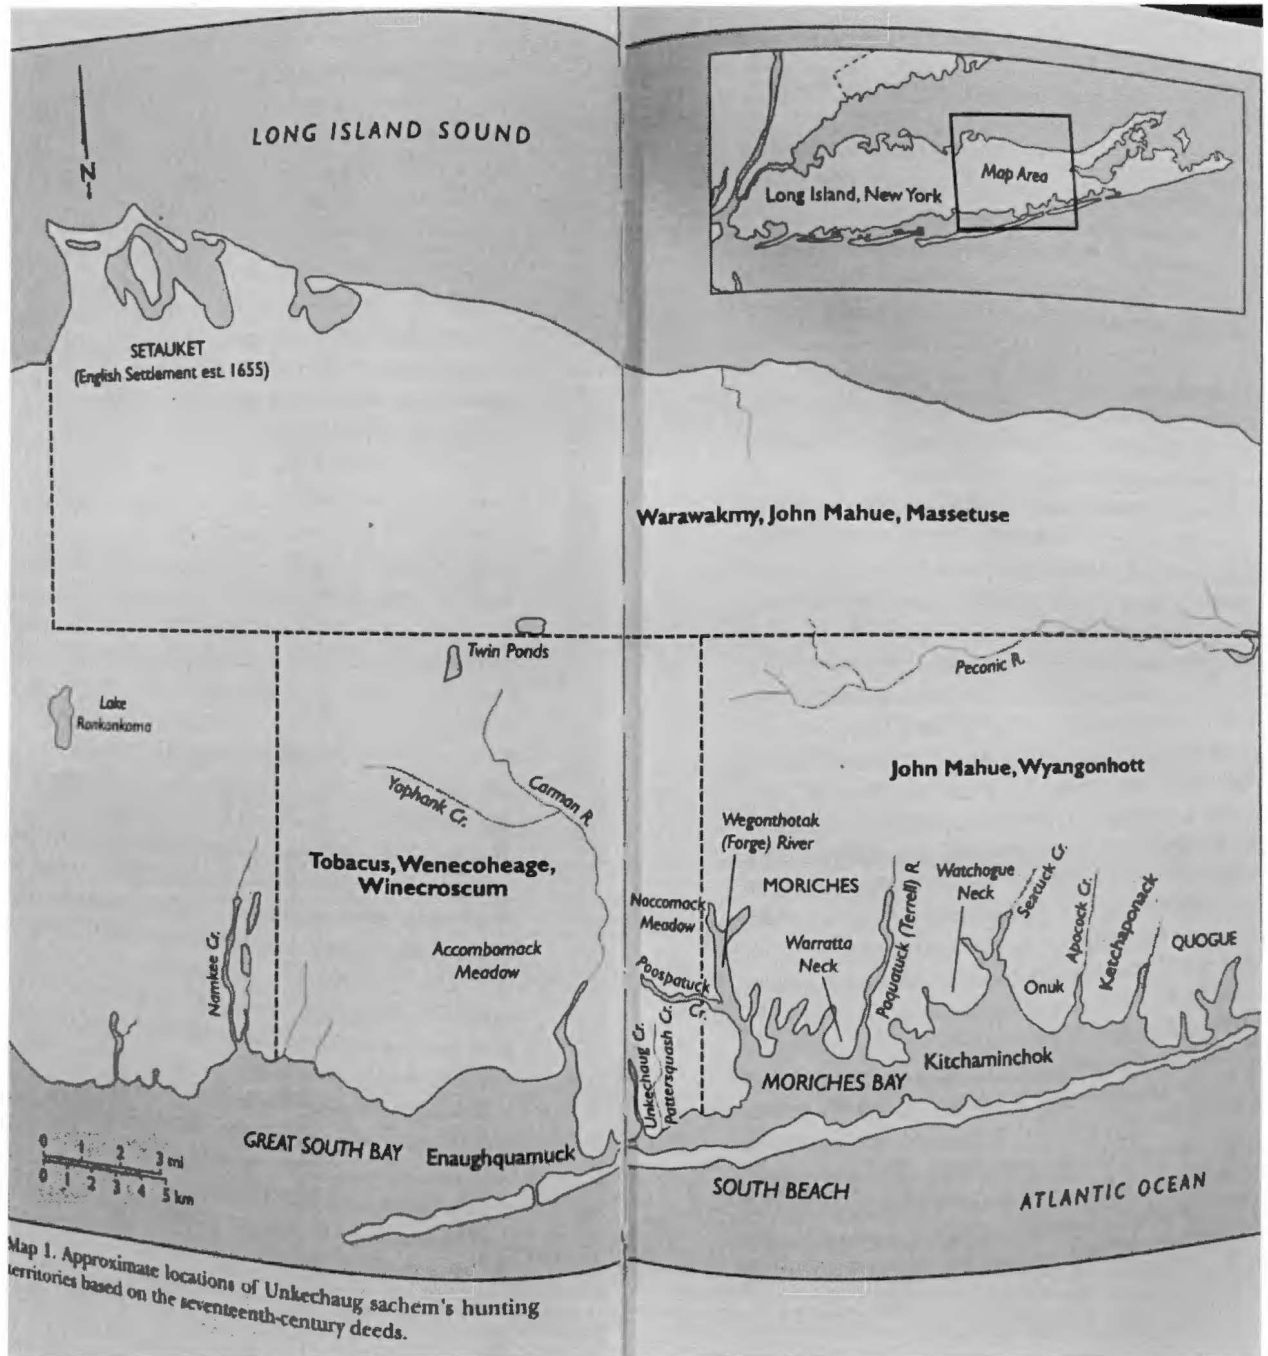 LONG ISLAND SOUND
N
Long Island, New York
Map Area
SETAUKET
(English Settlement est. 1655)
Warawakmy, John Mahue, Massetuse
Twin Ponds
Peconic R.
Lake
Ronkonkoma
John Mahue, Wyangonhott
Yaphank Cr.
Carman R.
Wegonthotak
(Forge) River
Tobacus, Wenecoheage,
Winecroscum
MORICHES
Watchogue
Neck
Seatuck Cr.
Noccomack
Meadow
Paquatuck (Terrell) R.
Apocock Cr.
Ketchaponack
Namkee Cr.
Accombomack
Meadow
Warratta
Neck
QUOGUE
Poospatuck
Cr.
Onuk
Unkechaug Cr.
Pattersquash Cr.
Kitchaminchok
MORICHES BAY
GREAT SOUTH BAY
Enaughquamuck
SOUTH BEACH
ATLANTIC OCEAN
0 1 2 3 mi
0 1 2 3 4 5 km
Map 1. Approximate locations of Unkechaug sachem's hunting
territories based on the seventeenth-century deeds.